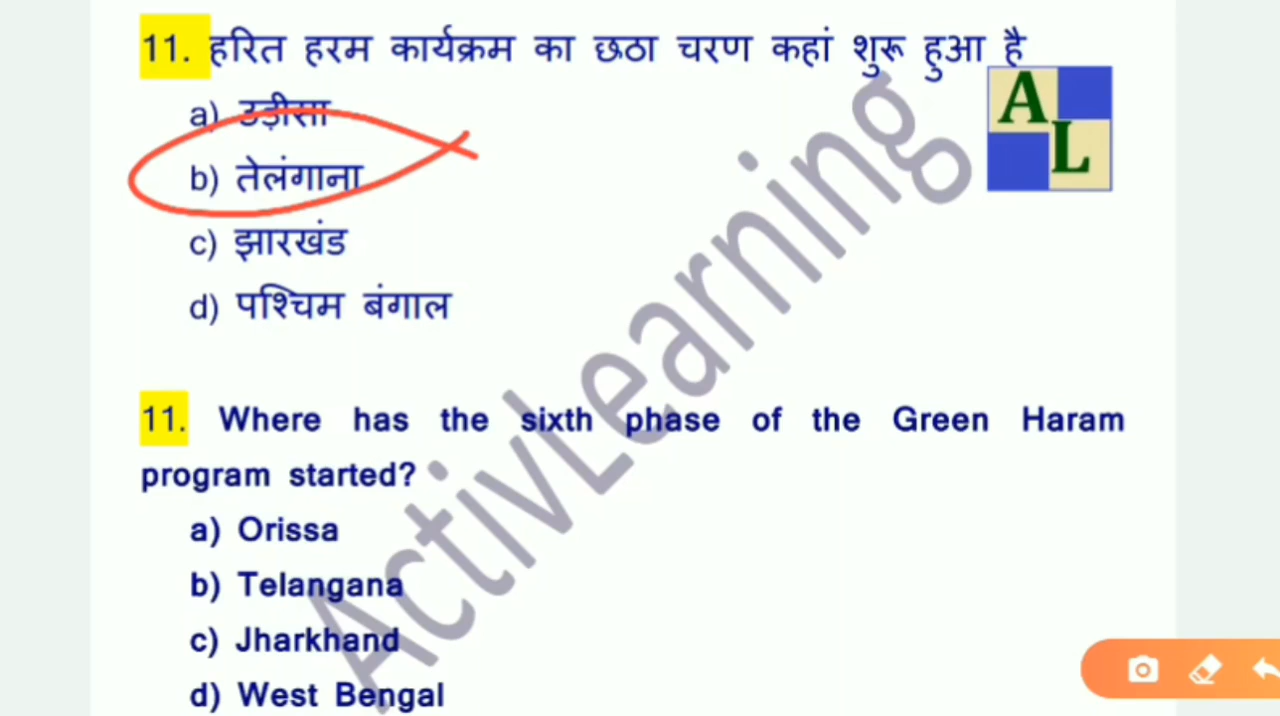 11. हरित हरम कार्यक्रम का छठा चरण कहां शुरू हुआ है
a) उड़ीसा
b) तेलंगाना
c) झारखंड
d) पश्चिम बंगाल
AL
ActivLearning
11. Where has the sixth phase of the Green Haram
program started?
a) Orissa
b) Telangana
c) Jharkhand
d) West Bengal